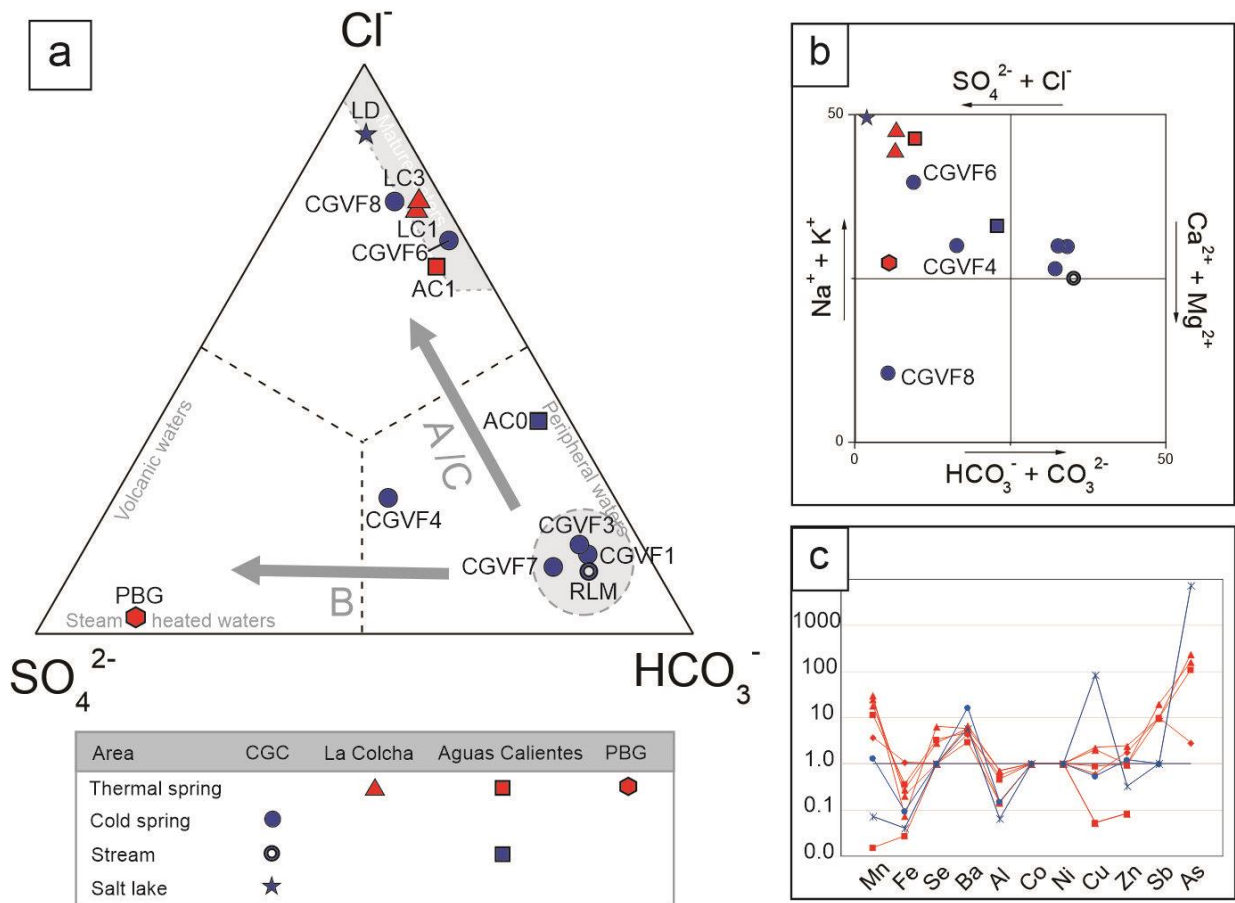 a
Cl⁻
LD
Mature waters
LC3
CGVF8
LC1
CGVF6
AC1
A/C
AC0
Volcanic waters
Peripheral waters
CGVF4
CGVF3
CGVF1
CGVF7
RLM
B
PBG
Steam heated waters
SO₄²⁻
HCO₃⁻
Area CGC La Colcha Aguas Calientes PBG
Thermal spring
Cold spring
Stream
Salt lake
b
SO₄²⁻ + Cl⁻
50
CGVF6
CGVF4
CGVF8
Na⁺ + K⁺
Ca²⁺ + Mg²⁺
0
0 50
HCO₃⁻ + CO₃²⁻
c
1000
100
10
1.0
0.1
0.0
Mn Fe Se Ba Al Co Ni Cu Zn Sb As